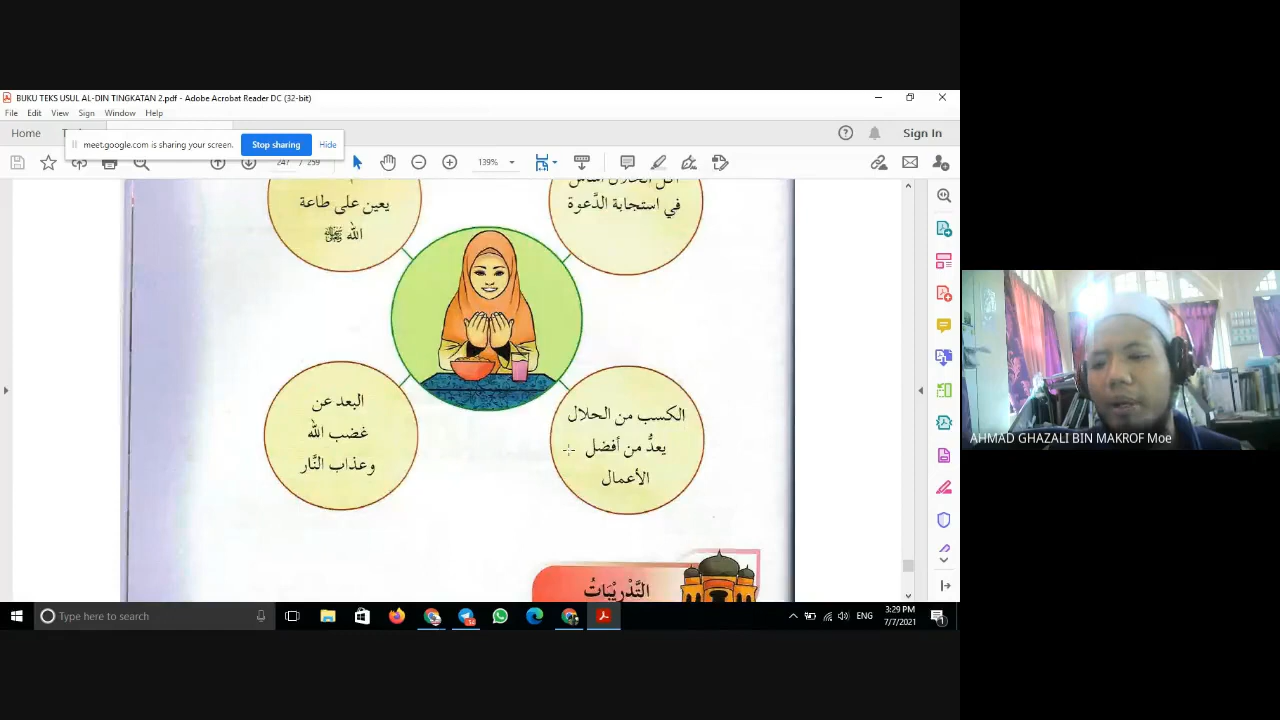 BUKU TEKS USUL AL-DIN TINGKATAN 2.pdf - Adobe Acrobat Reader DC (32-bit)
File Edit View Sign Window Help
Home
meet.google.com is sharing your screen. Stop sharing Hide
Sign In
247 / 259
139%
في استجابة الدَّعوة
يعين على طاعة
الله ﷻ
الكسب من الحلال
يعدُّ من أفضل
الأعمال
البعد عن
غضب الله
وعذاب النَّار
التَّدْرِيْبَاتُ
AHMAD GHAZALI BIN MAKROF Moe
Type here to search
ENG
3:29 PM
7/7/2021